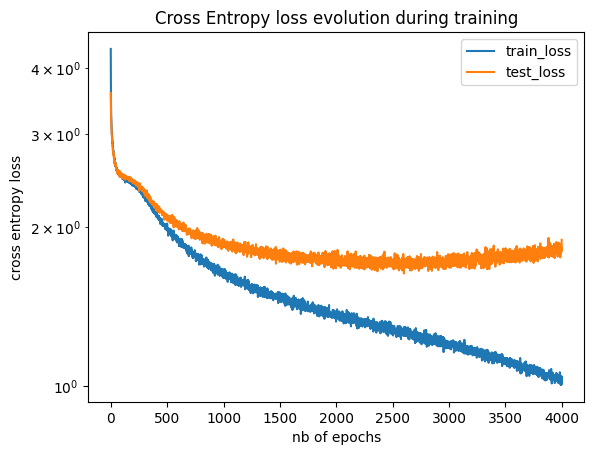 Cross Entropy loss evolution during training
train_loss
test_loss
4 × 10⁰
3 × 10⁰
2 × 10⁰
10⁰
cross entropy loss
0 500 1000 1500 2000 2500 3000 3500 4000
nb of epochs